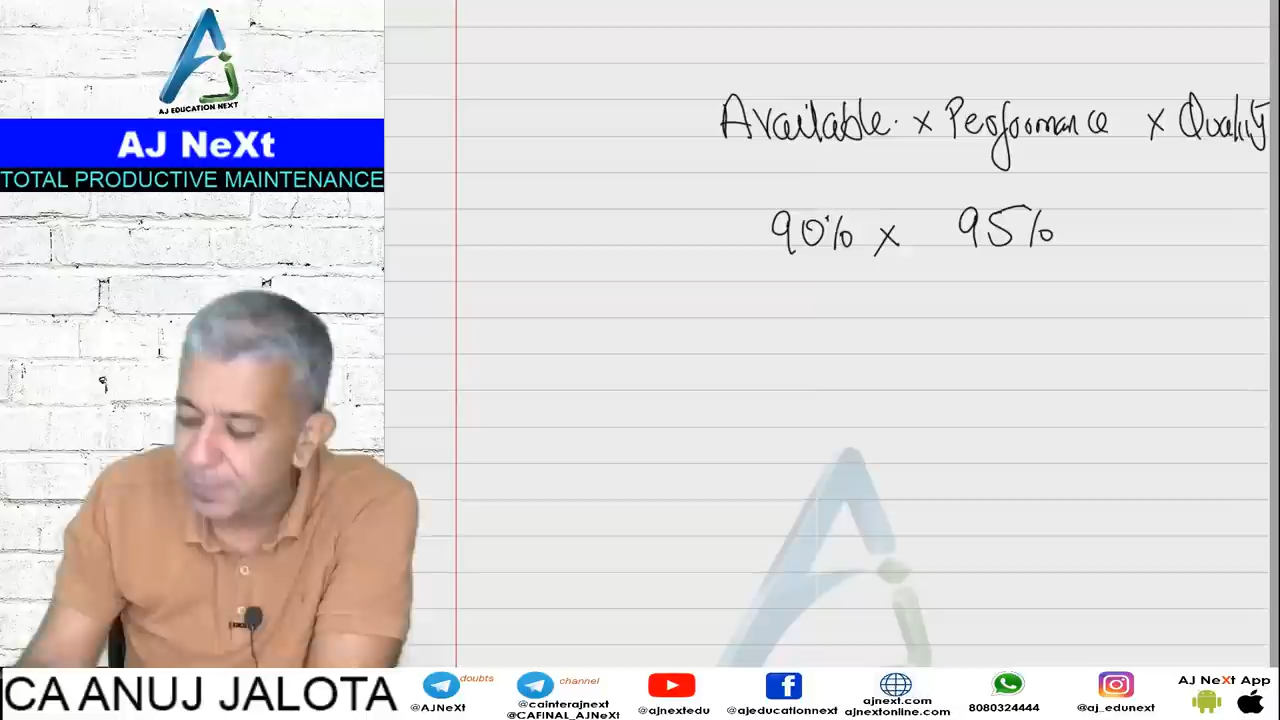 AJ EDUCATION NEXT
AJ NeXt
TOTAL PRODUCTIVE MAINTENANCE
Available. x Performance x Quality
90% x 95%
CA ANUJ JALOTA
doubts
@AJNeXt
channel
@cainterajnext
@CAFINAL_AJNeXt
@ajnextedu
@ajeducationnext
ajnext.com
ajnextonline.com
@aj_edunext
AJ NeXt App